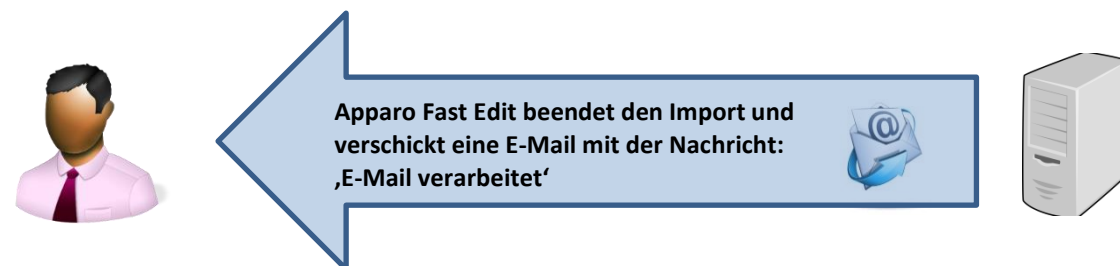 Apparo Fast Edit beendet den Import und
verschickt eine E-Mail mit der Nachricht:
‚E-Mail verarbeitet‘